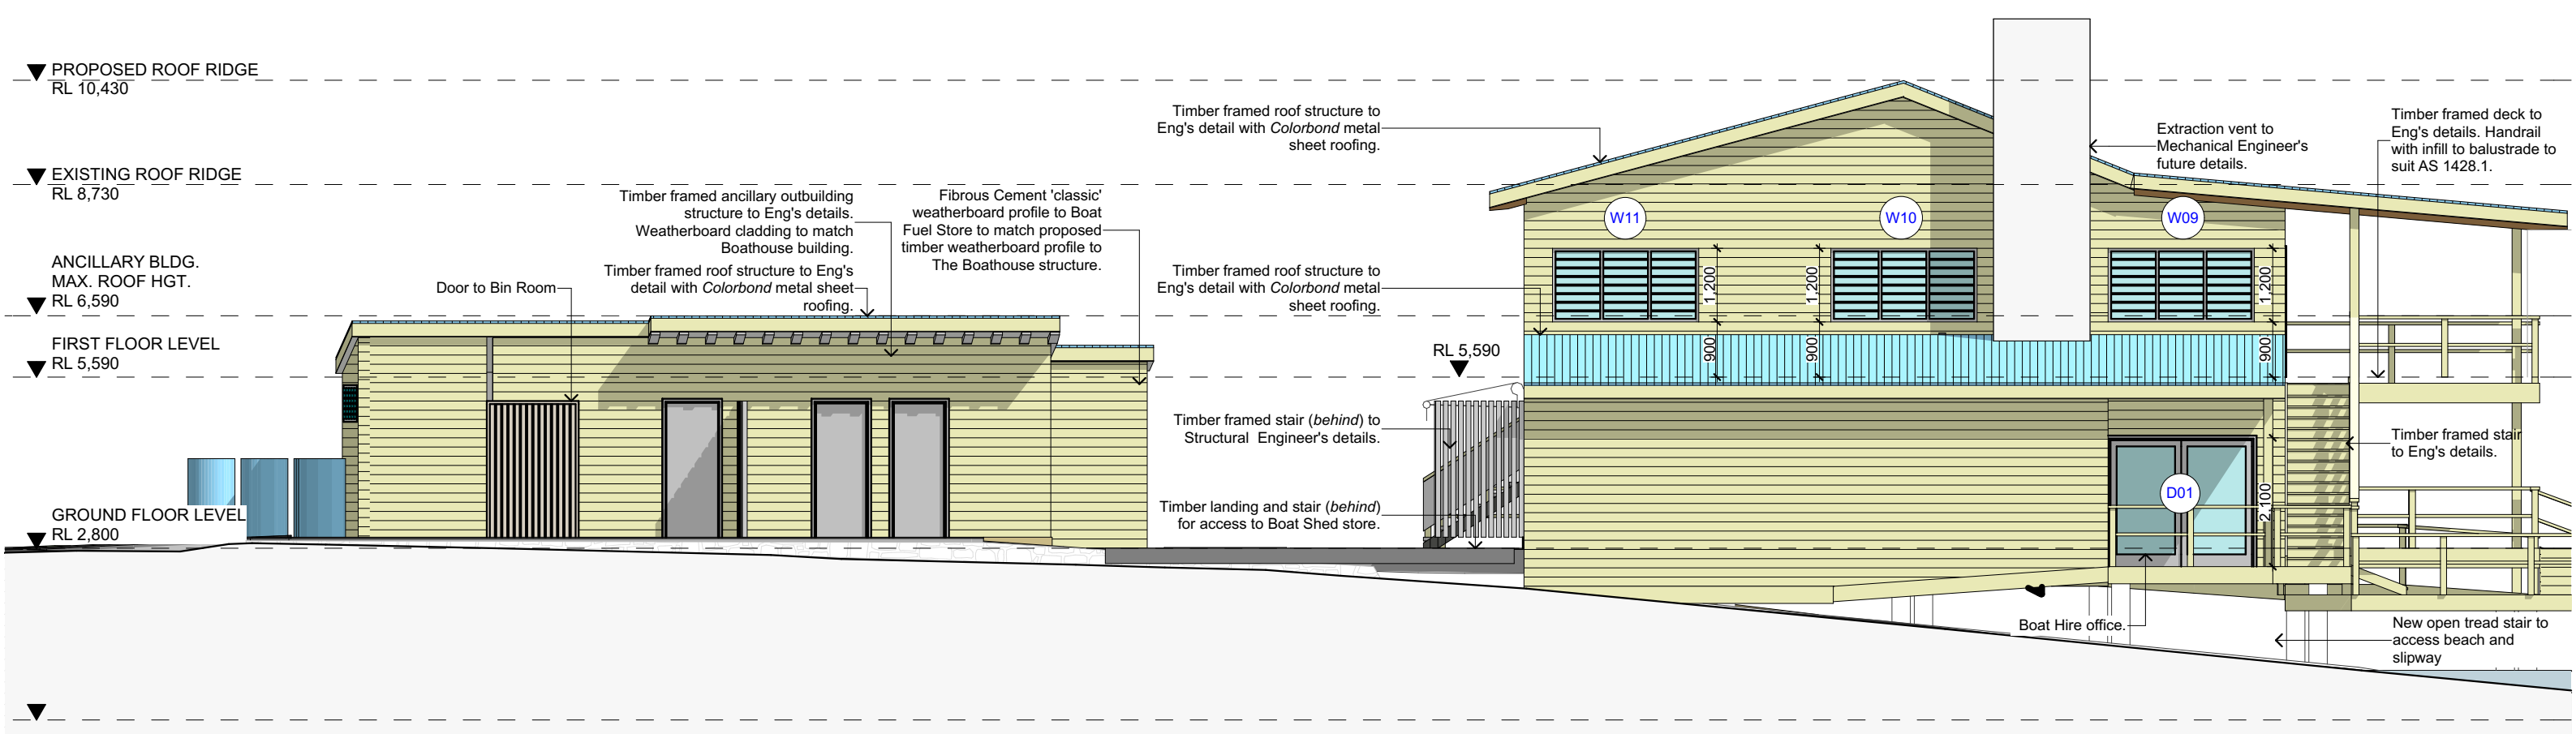 PROPOSED ROOF RIDGE
RL 10,430
EXISTING ROOF RIDGE
RL 8,730
ANCILLARY BLDG.
MAX. ROOF HGT.
RL 6,590
FIRST FLOOR LEVEL
RL 5,590
GROUND FLOOR LEVEL
RL 2,800
Door to Bin Room
Timber framed ancillary outbuilding
structure to Eng's details.
Weatherboard cladding to match
Boathouse building.
Timber framed roof structure to Eng's
detail with Colorbond metal sheet
roofing.
Fibrous Cement 'classic'
weatherboard profile to Boat
Fuel Store to match proposed
timber weatherboard profile to
The Boathouse structure.
Timber framed roof structure to
Eng's detail with Colorbond metal
sheet roofing.
Timber framed roof structure to
Eng's detail with Colorbond metal
sheet roofing.
RL 5,590
Timber framed stair (behind) to
Structural Engineer's details.
Timber landing and stair (behind)
for access to Boat Shed store.
W11
W10
W09
1,200
900
1,200
900
1,200
900
2,100
D01
Extraction vent to
Mechanical Engineer's
future details.
Timber framed deck to
Eng's details. Handrail
with infill to balustrade to
suit AS 1428.1.
Timber framed stair
to Eng's details.
Boat Hire office.
New open tread stair to
access beach and
slipway